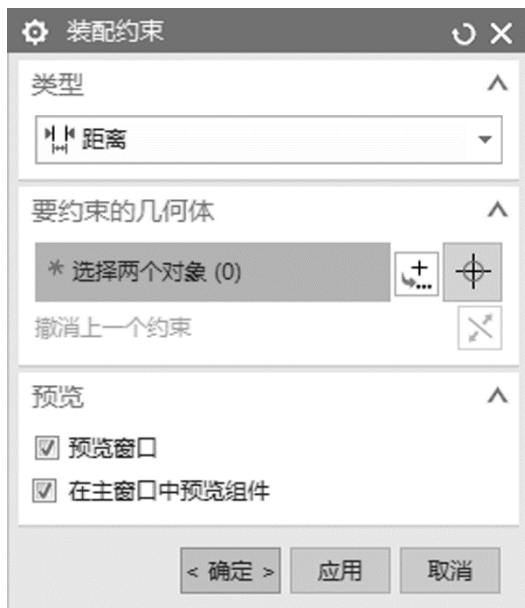 装配约束
类型
距离
要约束的几何体
* 选择两个对象 (0)
撤消上一个约束
预览
预览窗口
在主窗口中预览组件
< 确定 > 应用 取消